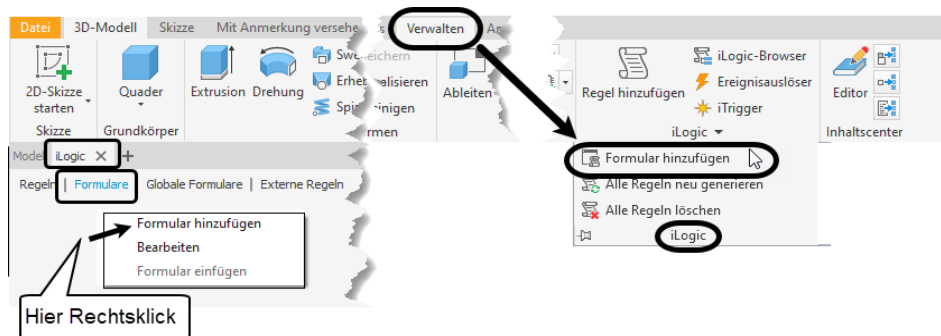 Datei 3D-Modell Skizze Mit Anmerkung versehe Verwalten
2D-Skizze starten
Quader
Extrusion
Drehung
Ableiten
Regel hinzufügen
iLogic-Browser
Ereignisauslöser
iTrigger
Editor
Skizze Grundkörper rmen iLogic Inhaltscenter
Model iLogic
Regeln | Formulare Globale Formulare | Externe Regeln
Formular hinzufügen
Bearbeiten
Formular einfügen
Hier Rechtsklick
Formular hinzufügen
Alle Regeln neu generieren
Alle Regeln löschen
iLogic